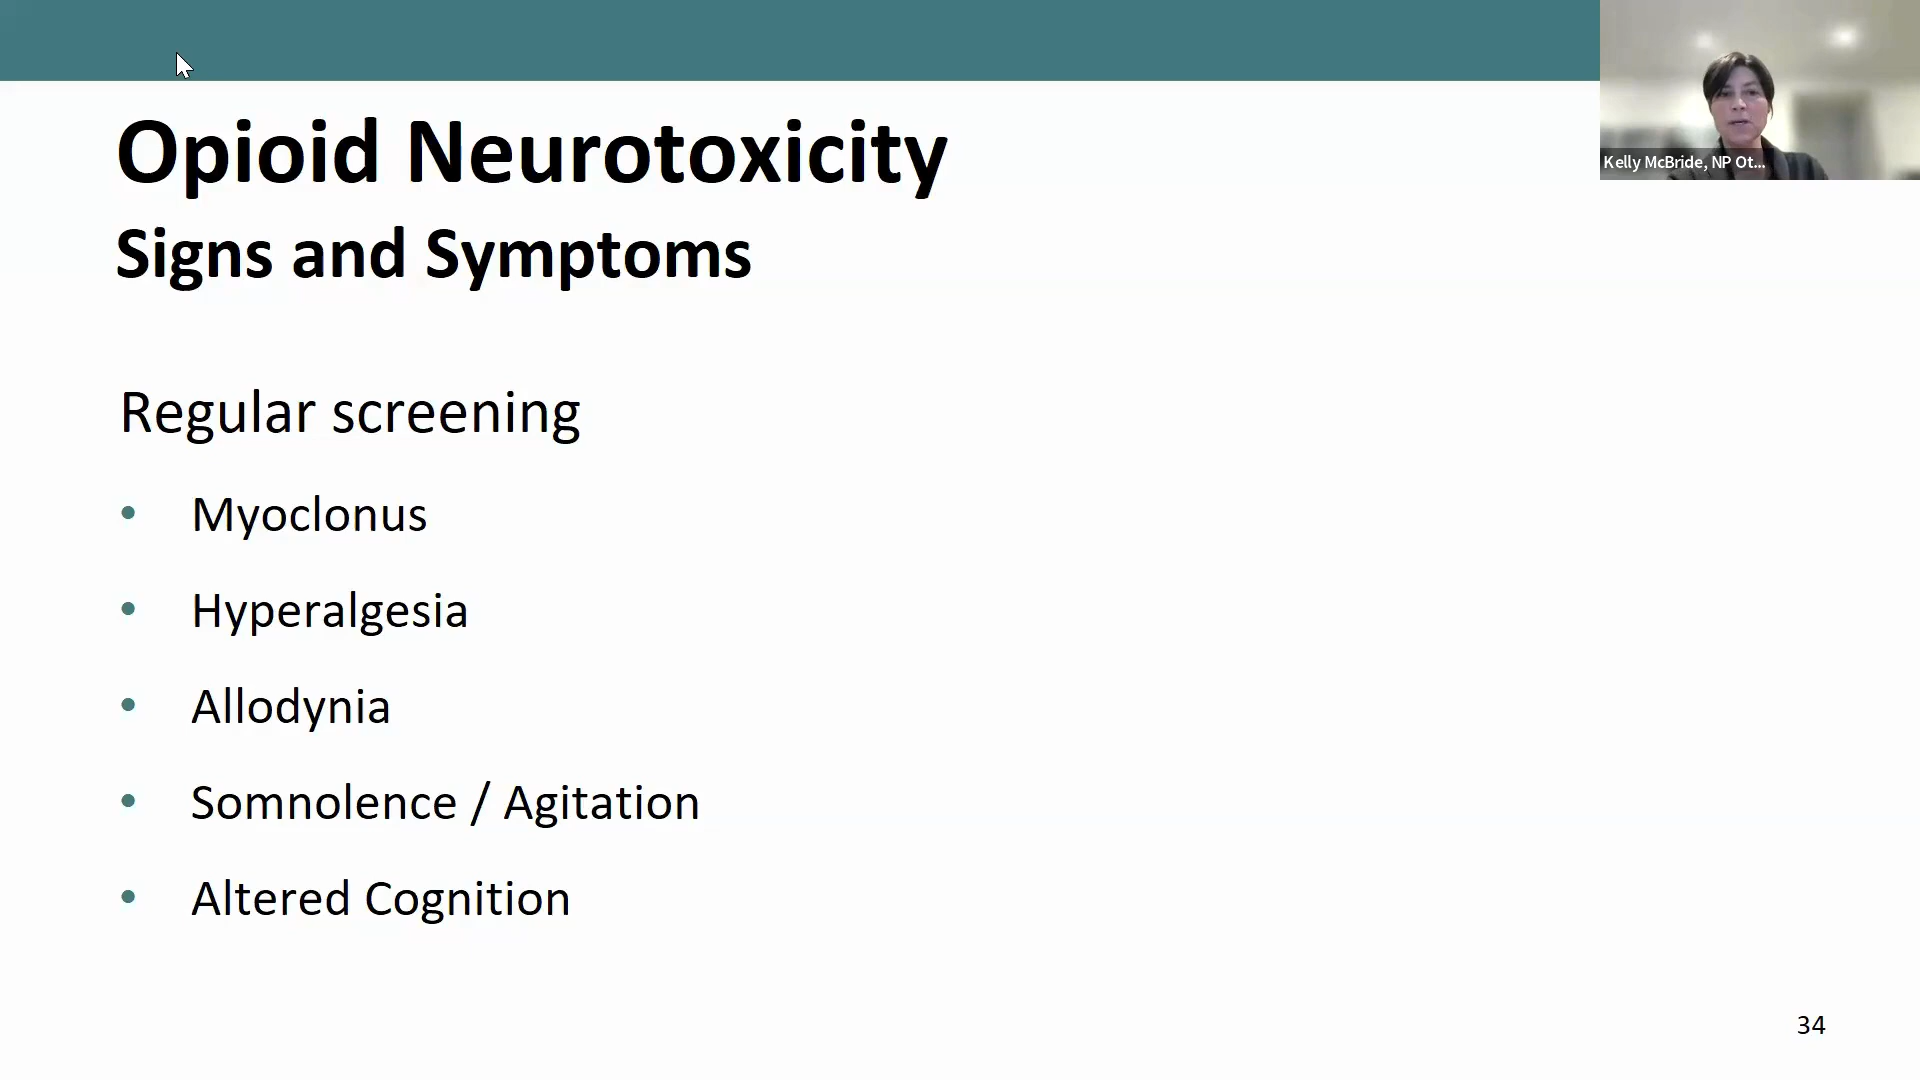 Opioid Neurotoxicity
Signs and Symptoms
Kelly McBride, NP Ot...
Regular screening
• Myoclonus
• Hyperalgesia
• Allodynia
• Somnolence / Agitation
• Altered Cognition
34